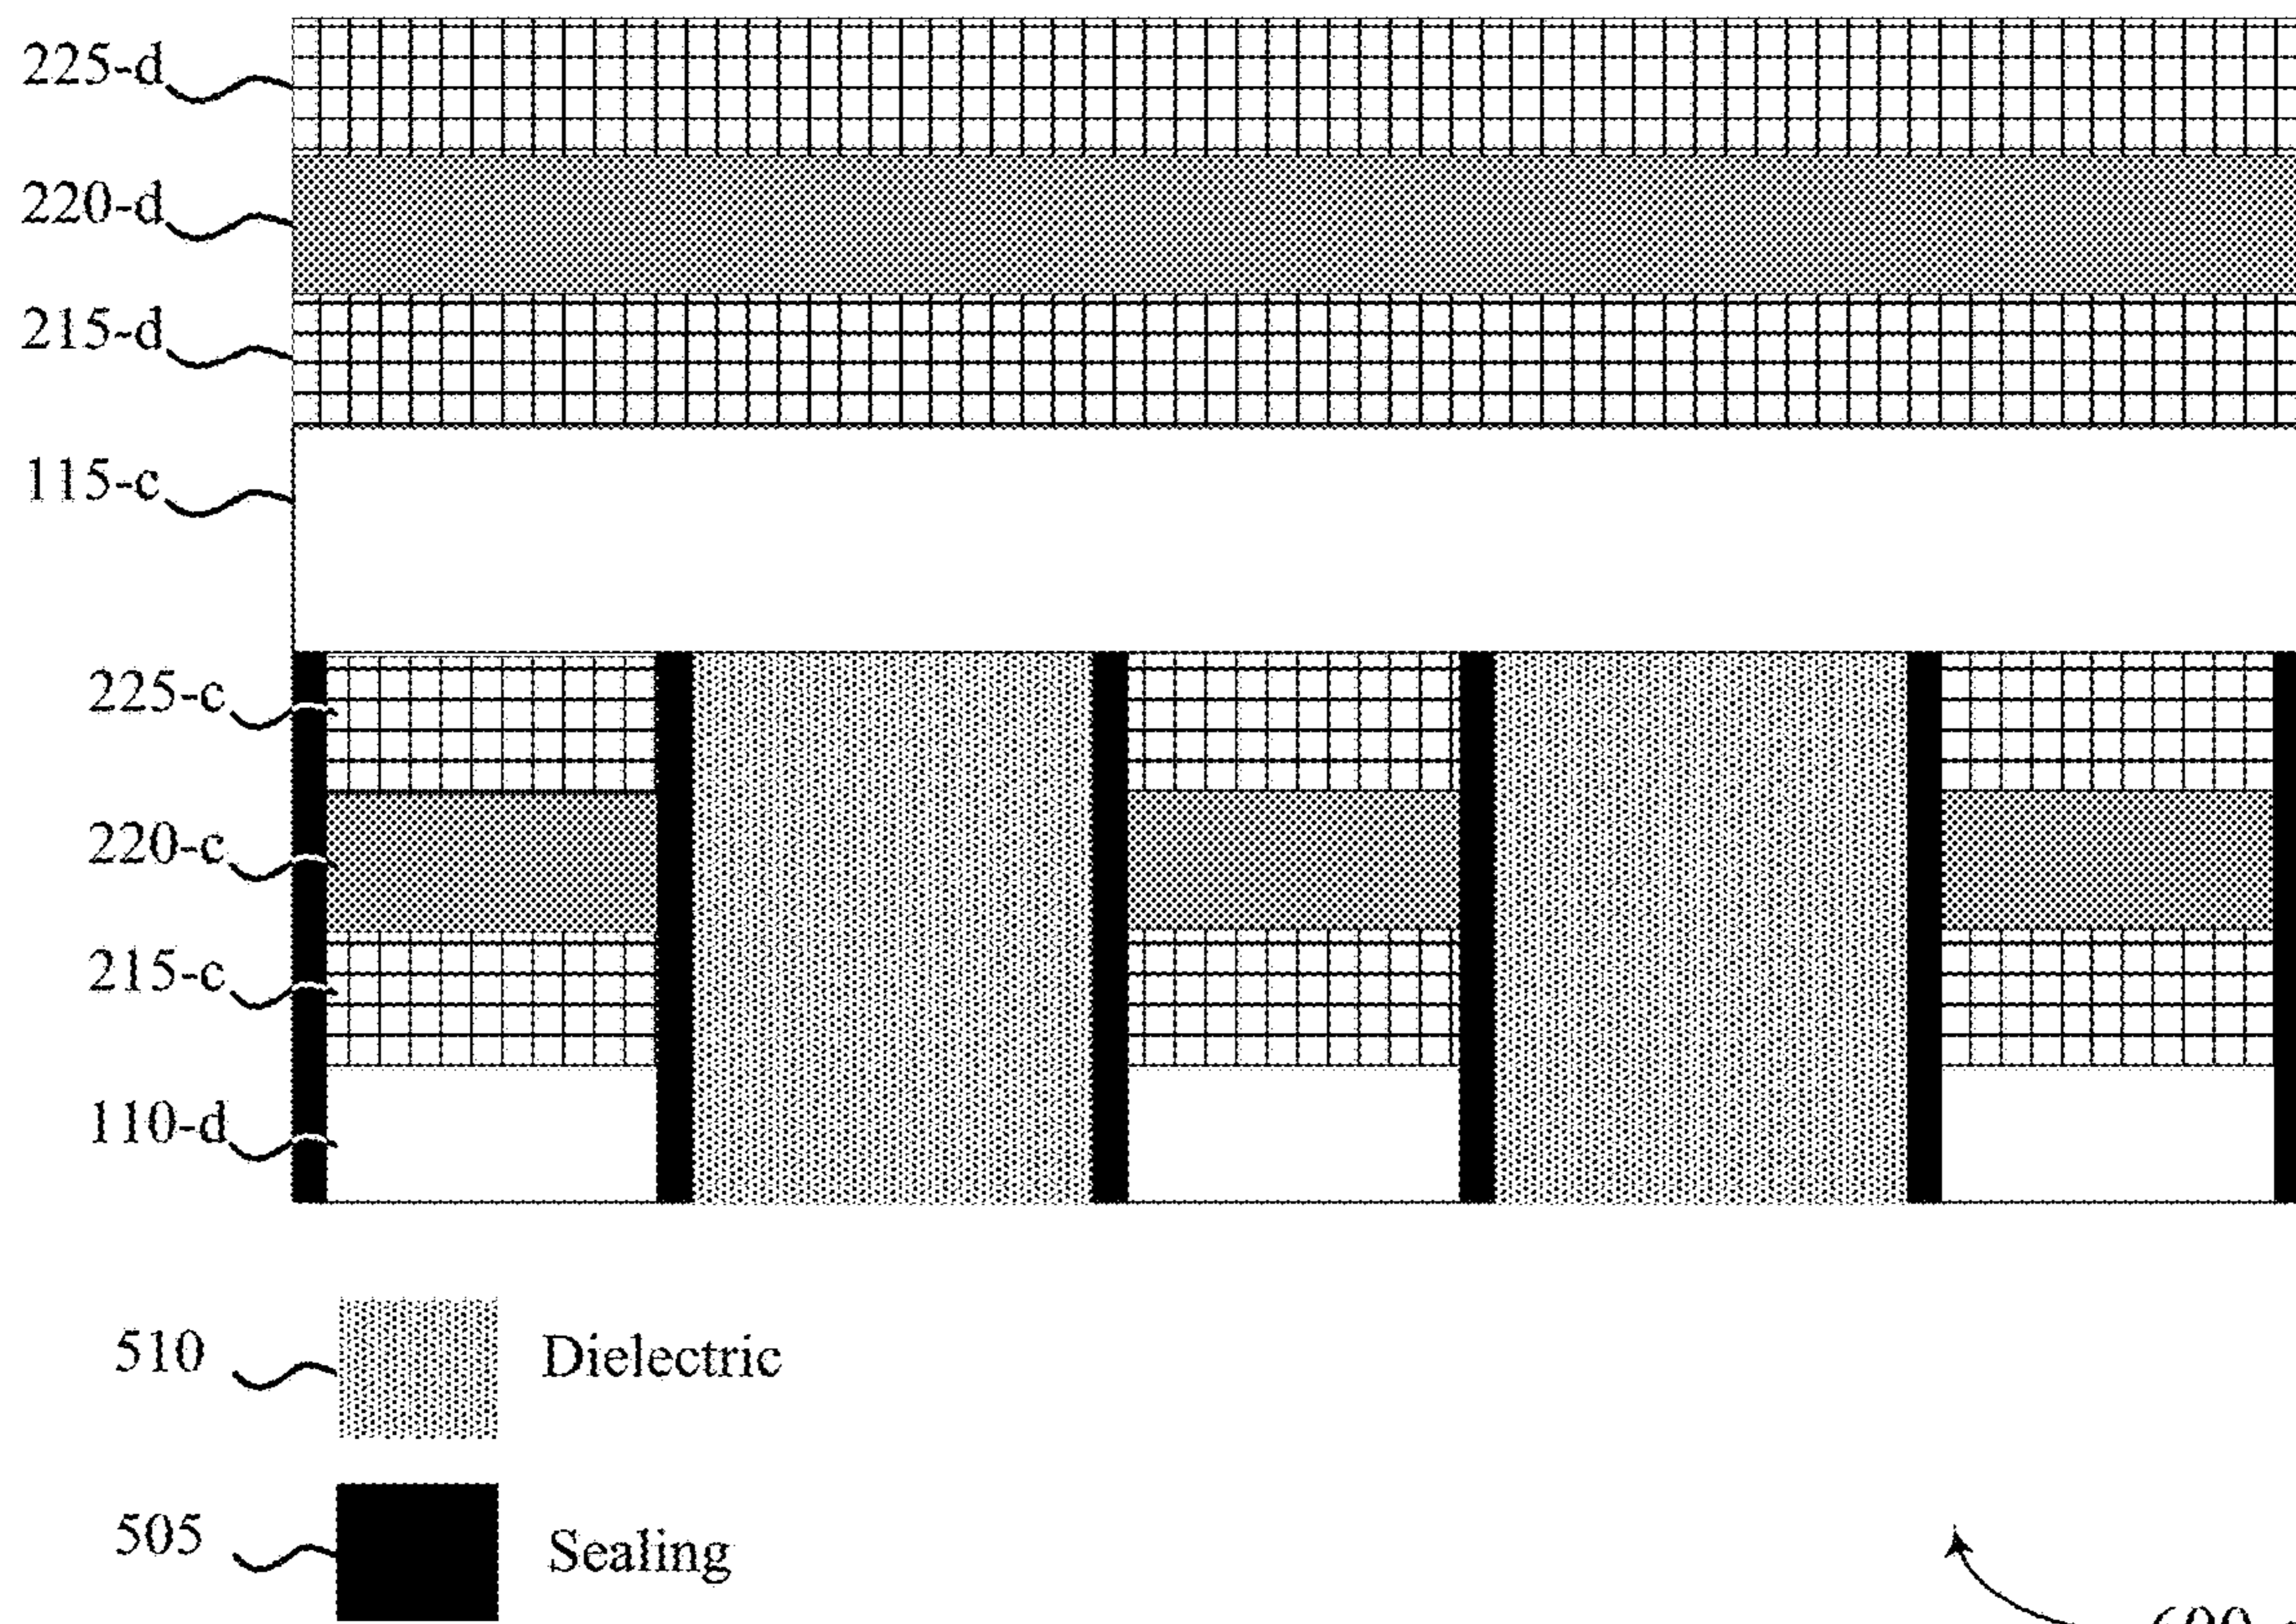 225-d
220-d
215-d
115-c
225-c
220-c
215-c
110-d
510 Dielectric
505 Sealing